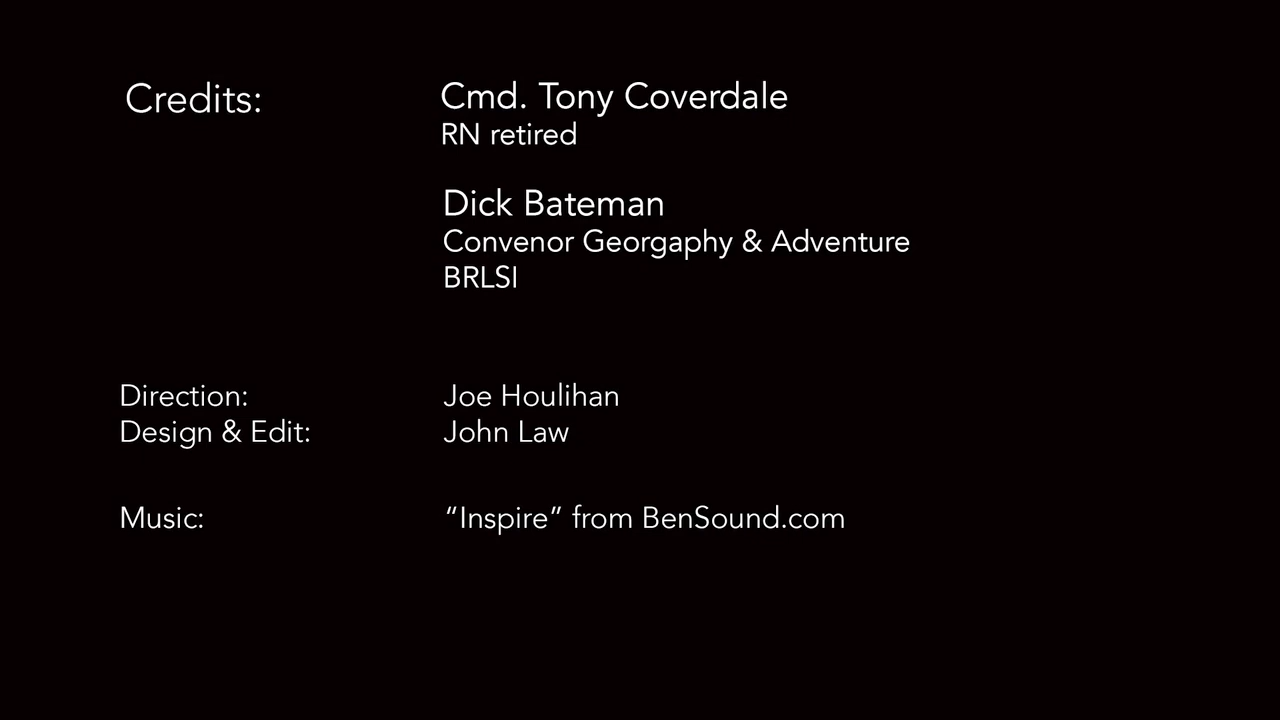 Credits: Cmd. Tony Coverdale
RN retired
Dick Bateman
Convenor Georgaphy & Adventure
BRLSI
Direction: Joe Houlihan
Design & Edit: John Law
Music: “Inspire” from BenSound.com